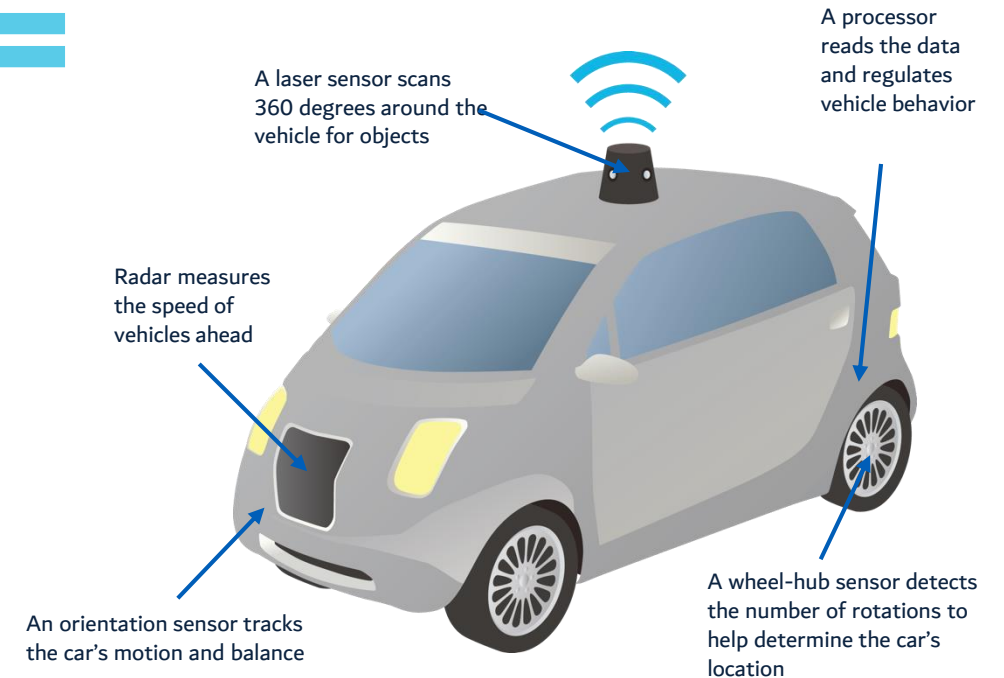 A processor
reads the data
and regulates
vehicle behavior
A laser sensor scans
360 degrees around the
vehicle for objects
Radar measures
the speed of
vehicles ahead
An orientation sensor tracks
the car’s motion and balance
A wheel-hub sensor detects
the number of rotations to
help determine the car’s
location